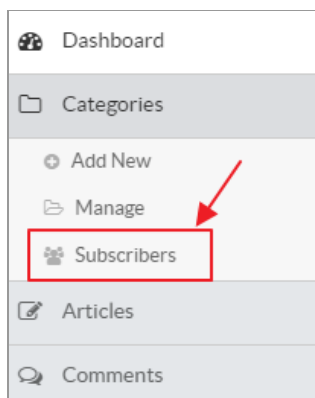 Dashboard
Categories
Add New
Manage
Subscribers
Articles
Comments